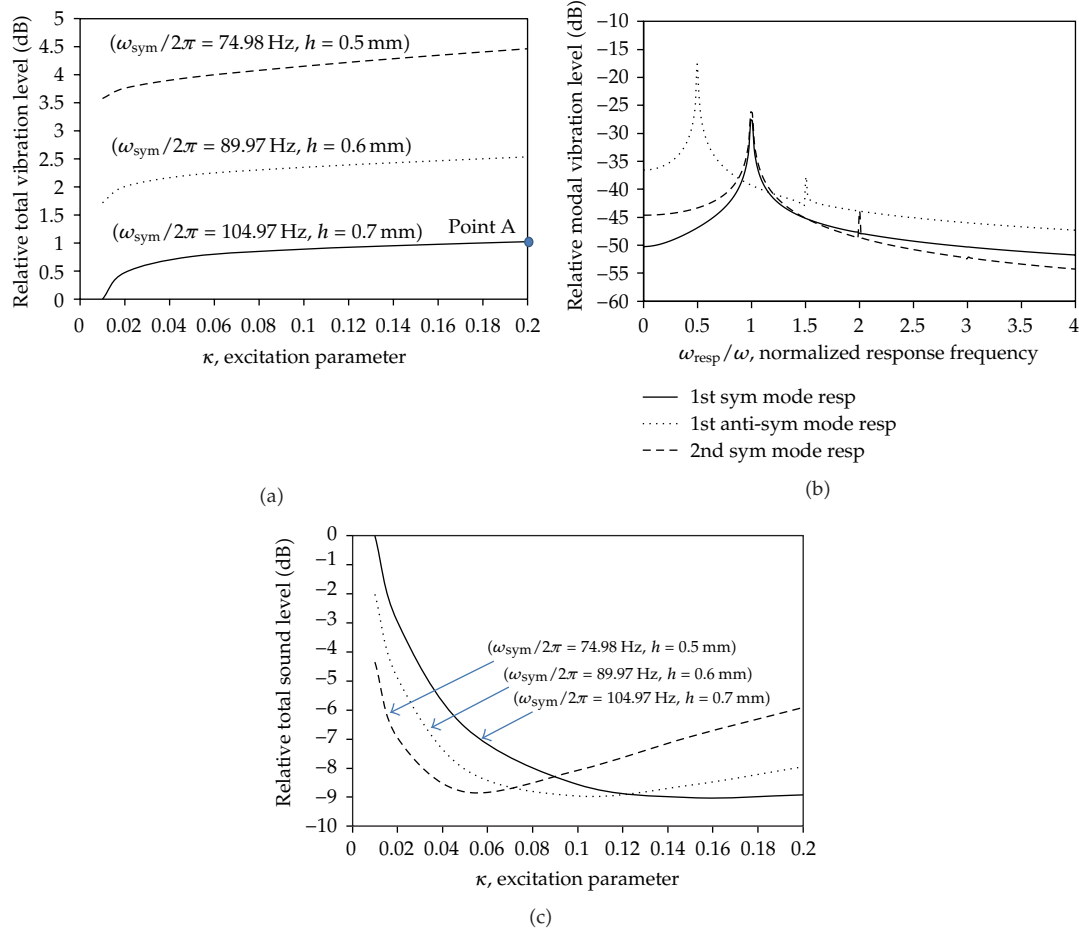 Relative total vibration level (dB)
5
4.5
4
3.5
3
2.5
2
1.5
1
0.5
0
(ωsym/2π = 74.98 Hz, h = 0.5 mm)
(ωsym/2π = 89.97 Hz, h = 0.6 mm)
(ωsym/2π = 104.97 Hz, h = 0.7 mm)
Point A
0 0.02 0.04 0.06 0.08 0.1 0.12 0.14 0.16 0.18 0.2
κ, excitation parameter
(a)
Relative modal vibration level (dB)
−10
−15
−20
−25
−30
−35
−40
−45
−50
−55
−60
0 0.5 1 1.5 2 2.5 3 3.5 4
ωresp/ω, normalized response frequency
1st sym mode resp
1st anti-sym mode resp
2nd sym mode resp
(b)
Relative total sound level (dB)
0
−1
−2
−3
−4
−5
−6
−7
−8
−9
−10
(ωsym/2π = 74.98 Hz, h = 0.5 mm)
(ωsym/2π = 89.97 Hz, h = 0.6 mm)
(ωsym/2π = 104.97 Hz, h = 0.7 mm)
0 0.02 0.04 0.06 0.08 0.1 0.12 0.14 0.16 0.18 0.2
κ, excitation parameter
(c)